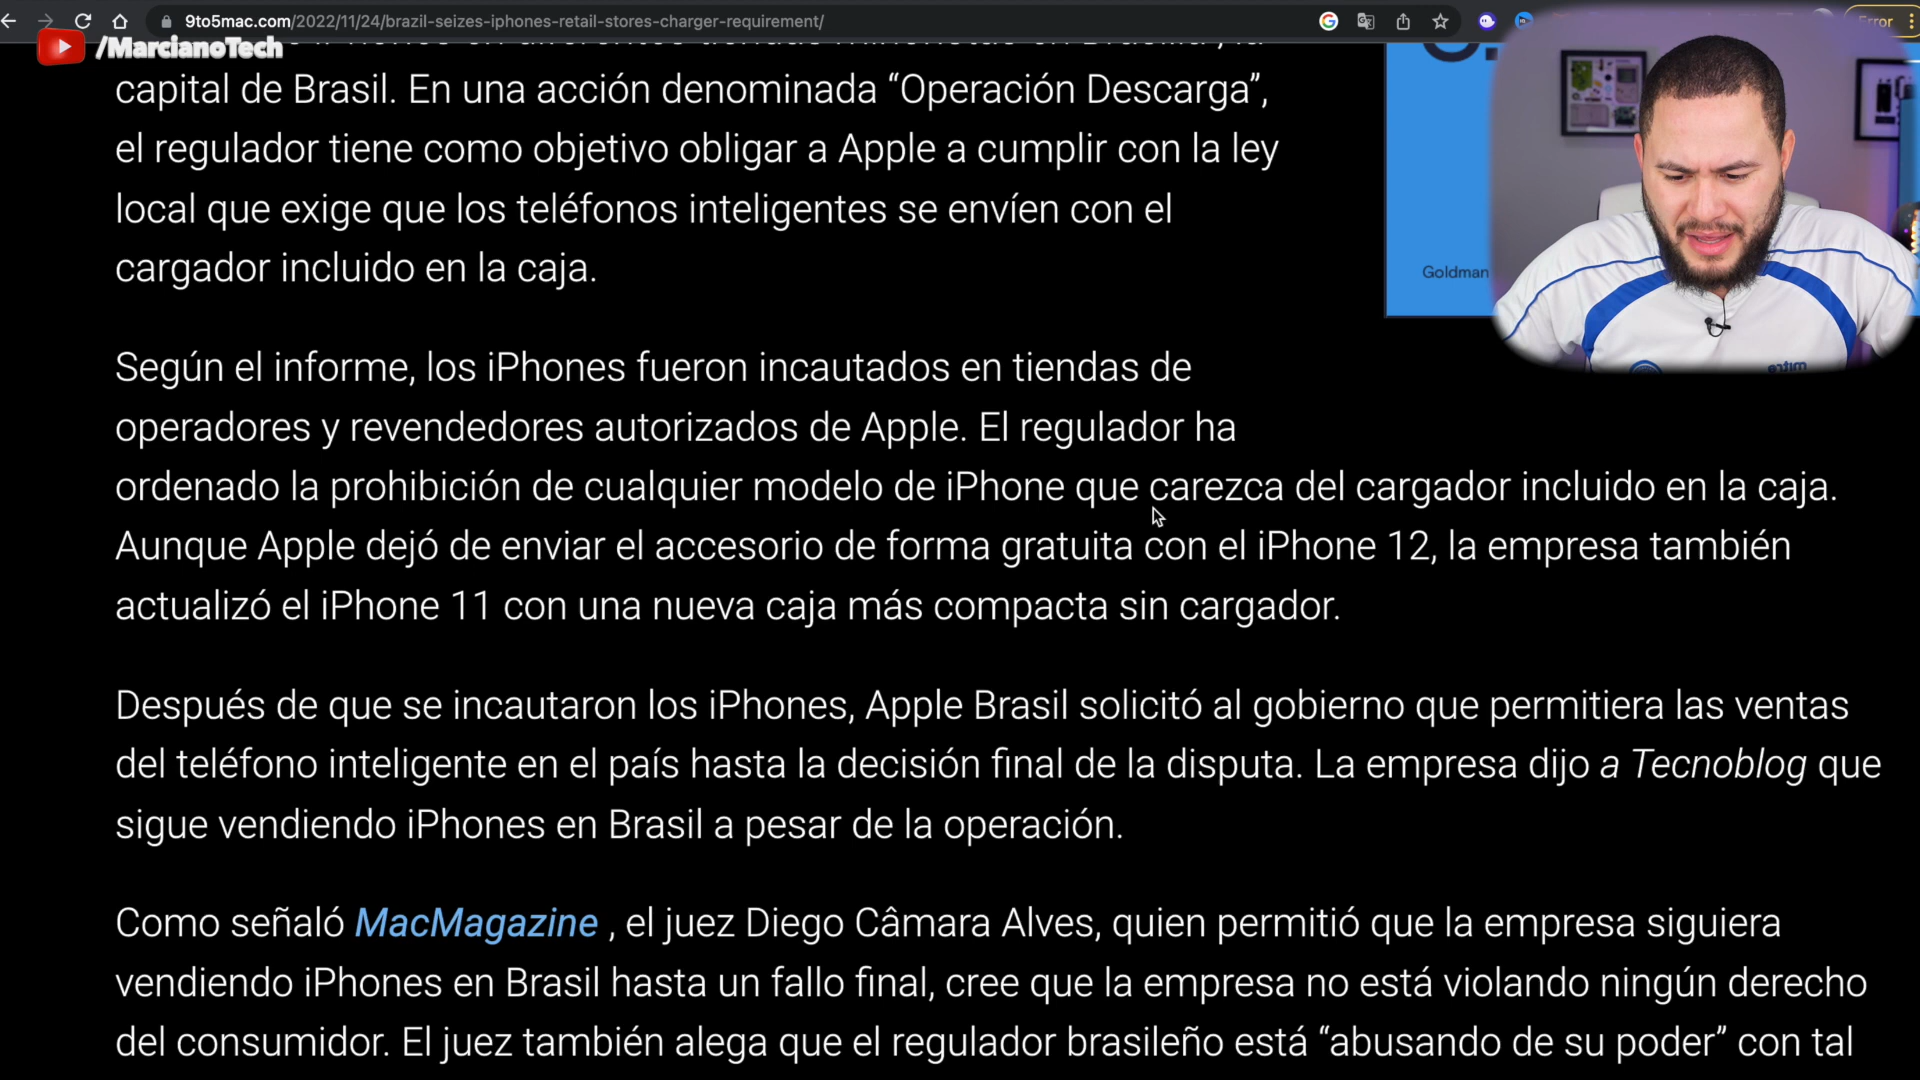 9to5mac.com/2022/11/24/brazil-seizes-iphones-retail-stores-charger-requirement/
Error
/MarcianoTech
capital de Brasil. En una acción denominada “Operación Descarga”,
el regulador tiene como objetivo obligar a Apple a cumplir con la ley
local que exige que los teléfonos inteligentes se envíen con el
cargador incluido en la caja.
Goldman
Según el informe, los iPhones fueron incautados en tiendas de
operadores y revendedores autorizados de Apple. El regulador ha
ordenado la prohibición de cualquier modelo de iPhone que carezca del cargador incluido en la caja.
Aunque Apple dejó de enviar el accesorio de forma gratuita con el iPhone 12, la empresa también
actualizó el iPhone 11 con una nueva caja más compacta sin cargador.
Después de que se incautaron los iPhones, Apple Brasil solicitó al gobierno que permitiera las ventas
del teléfono inteligente en el país hasta la decisión final de la disputa. La empresa dijo a Tecnoblog que
sigue vendiendo iPhones en Brasil a pesar de la operación.
Como señaló MacMagazine , el juez Diego Câmara Alves, quien permitió que la empresa siguiera
vendiendo iPhones en Brasil hasta un fallo final, cree que la empresa no está violando ningún derecho
del consumidor. El juez también alega que el regulador brasileño está “abusando de su poder” con tal